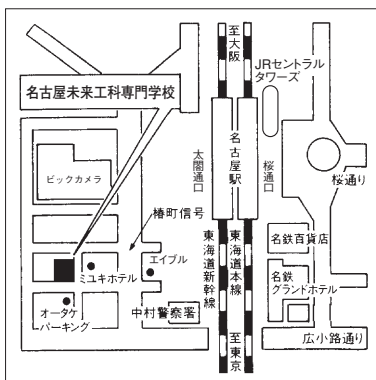 至大阪
JRセントラル
タワーズ
名古屋未来工科専門学校
名古屋駅
太閤通口
桜通口
ビックカメラ
桜通り
椿町信号
名鉄百貨店
エイブル
ミユキホテル
東海道新幹線
東海道本線
名鉄
グランドホテル
オータケ
パーキング
中村警察署
至東京
広小路通り